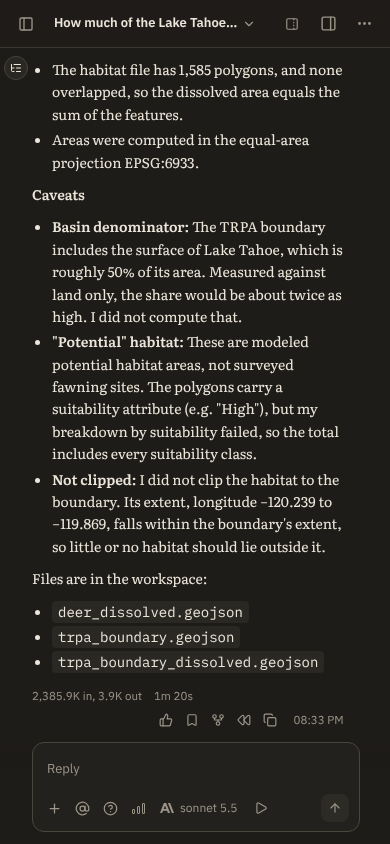 How much of the Lake Tahoe...
• The habitat file has 1,585 polygons, and none
overlapped, so the dissolved area equals the
sum of the features.
• Areas were computed in the equal-area
projection EPSG:6933.
Caveats
• Basin denominator: The TRPA boundary
includes the surface of Lake Tahoe, which is
roughly 50% of its area. Measured against
land only, the share would be about twice as
high. I did not compute that.
• "Potential" habitat: These are modeled
potential habitat areas, not surveyed
fawning sites. The polygons carry a
suitability attribute (e.g. "High"), but my
breakdown by suitability failed, so the total
includes every suitability class.
• Not clipped: I did not clip the habitat to the
boundary. Its extent, longitude −120.239 to
−119.869, falls within the boundary's extent,
so little or no habitat should lie outside it.
Files are in the workspace:
• deer_dissolved.geojson
• trpa_boundary.geojson
• trpa_boundary_dissolved.geojson
2,385.9K in, 3.9K out 1m 20s
08:33 PM
Reply
sonnet 5.5